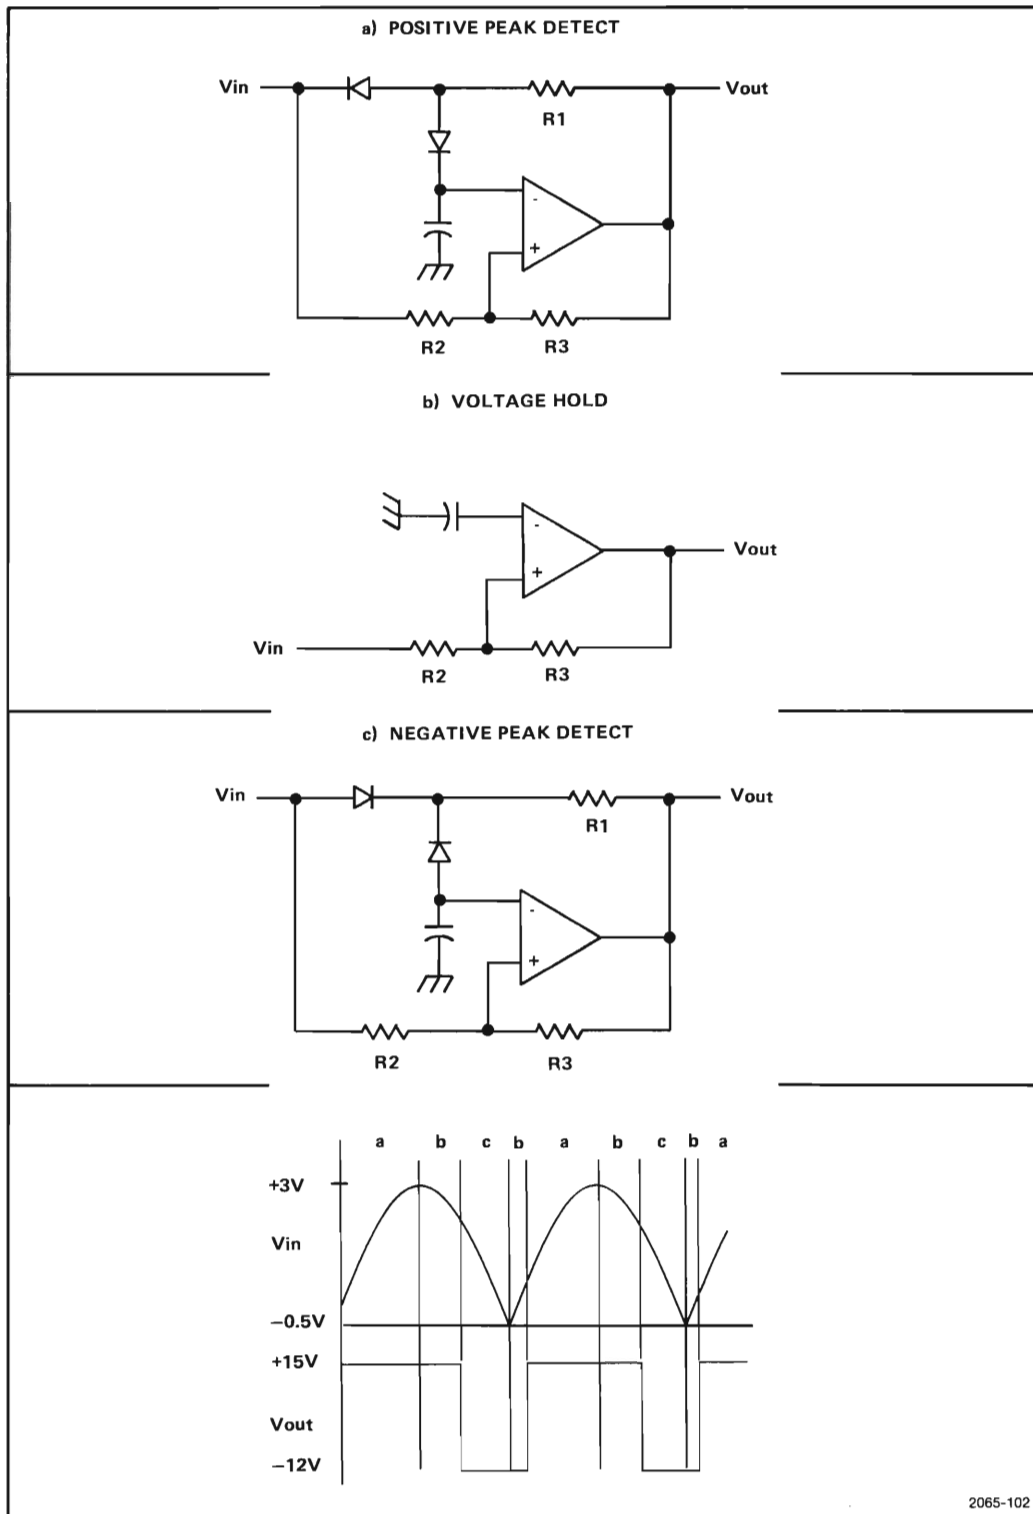 a) POSITIVE PEAK DETECT
Vin
Vout
R1
-
+
R2
R3
b) VOLTAGE HOLD
-
Vout
+
Vin
R2
R3
c) NEGATIVE PEAK DETECT
Vin
Vout
R1
-
+
R2
R3
a b c b a b c b a
+3V
Vin
−0.5V
+15V
Vout
−12V
2065-102